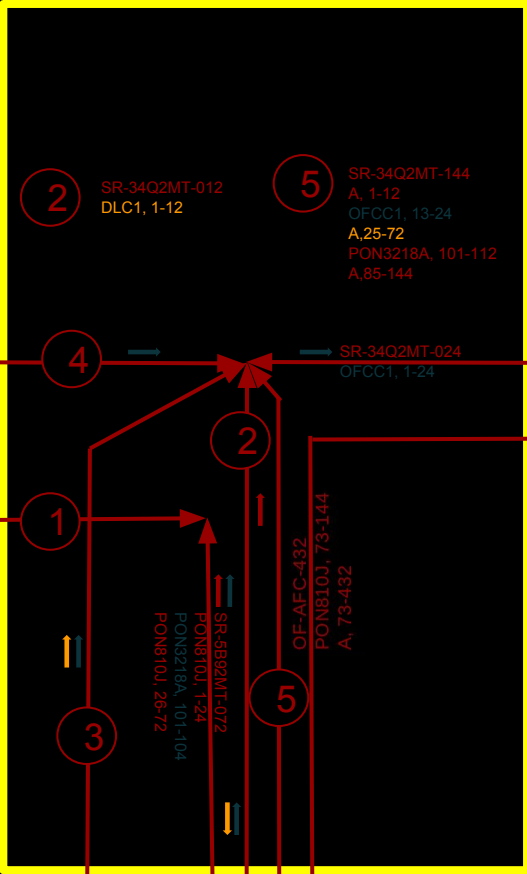 2
SR-34Q2MT-012
DLC1, 1-12
5
SR-34Q2MT-144
A, 1-12
OFCC1, 13-24
A,25-72
PON3218A, 101-112
A,85-144
4
SR-34Q2MT-024
OFCC1, 1-24
2
1
OF-AFC-432
PON810J, 73-144
A, 73-432
SR-5B92MT-072
PON810J, 1-24
PON3218A, 101-104
PON810J, 26-72
5
3